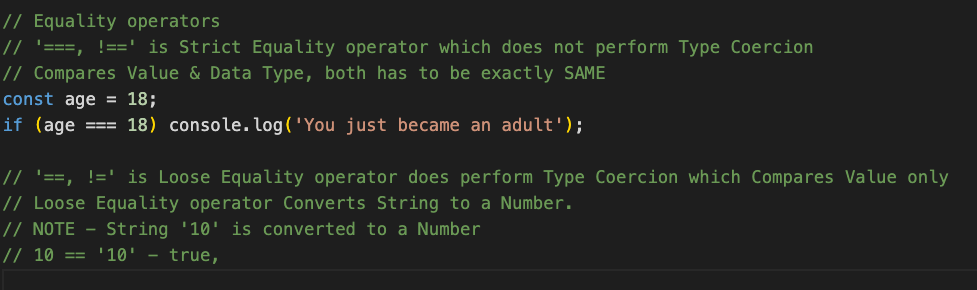 // Equality operators
// '===, !==' is Strict Equality operator which does not perform Type Coercion
// Compares Value & Data Type, both has to be exactly SAME
const age = 18;
if (age === 18) console.log('You just became an adult');
// '==, !=' is Loose Equality operator does perform Type Coercion which Compares Value only
// Loose Equality operator Converts String to a Number.
// NOTE - String '10' is converted to a Number
// 10 == '10' - true,